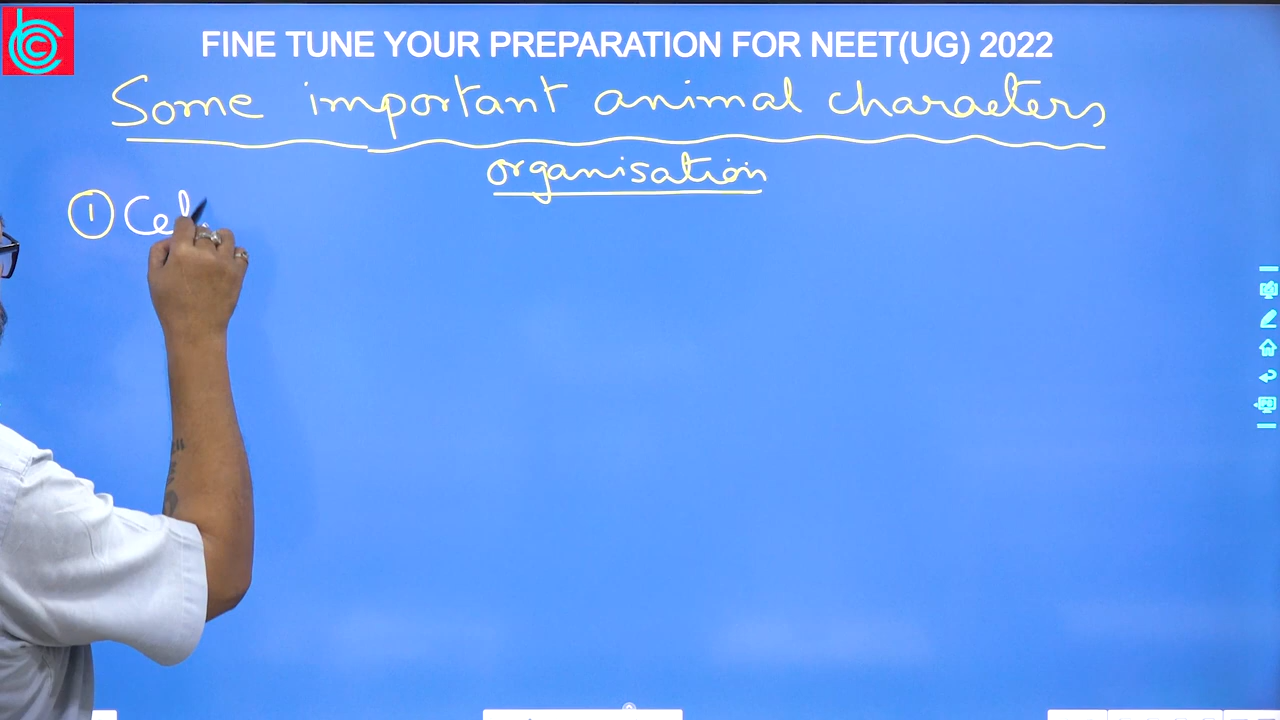 FINE TUNE YOUR PREPARATION FOR NEET(UG) 2022
Some important animal characters
organisation
① Cel